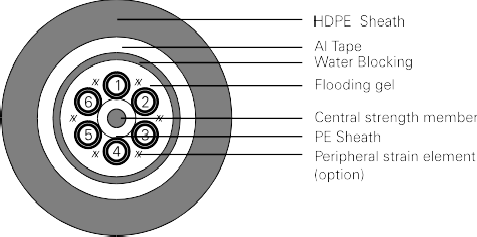 HDPE Sheath
Al Tape
Water Blocking
Flooding gel
Central strength member
PE Sheath
Peripheral strain element
(option)
1
2
3
4
5
6